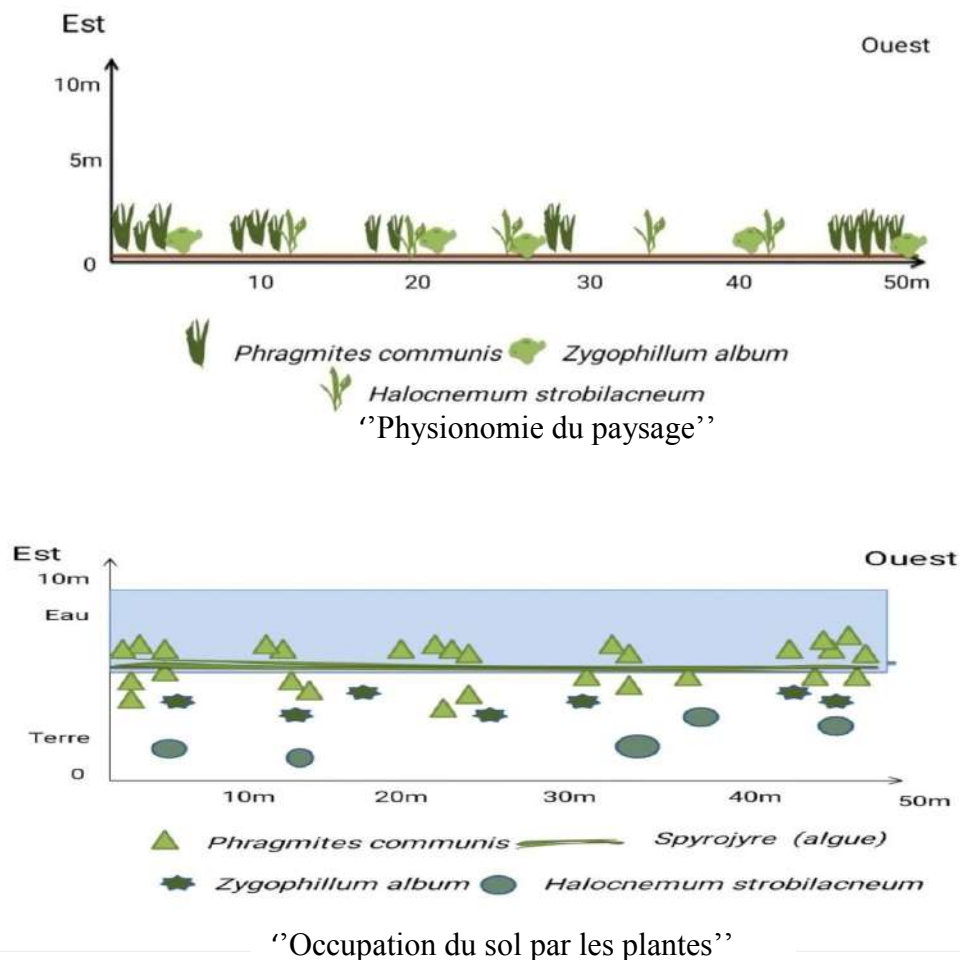 Est
Ouest
10m
5m
0
10 20 30 40 50m
Phragmites communis Zygophillum album
Halocnemum strobilacneum
‘’Physionomie du paysage’’
Est
Ouest
10m
Eau
Terre
0
10m 20m 30m 40m 50m
Phragmites communis Spyrojyre (algue)
Zygophillum album Halocnemum strobilacneum
‘’Occupation du sol par les plantes’’